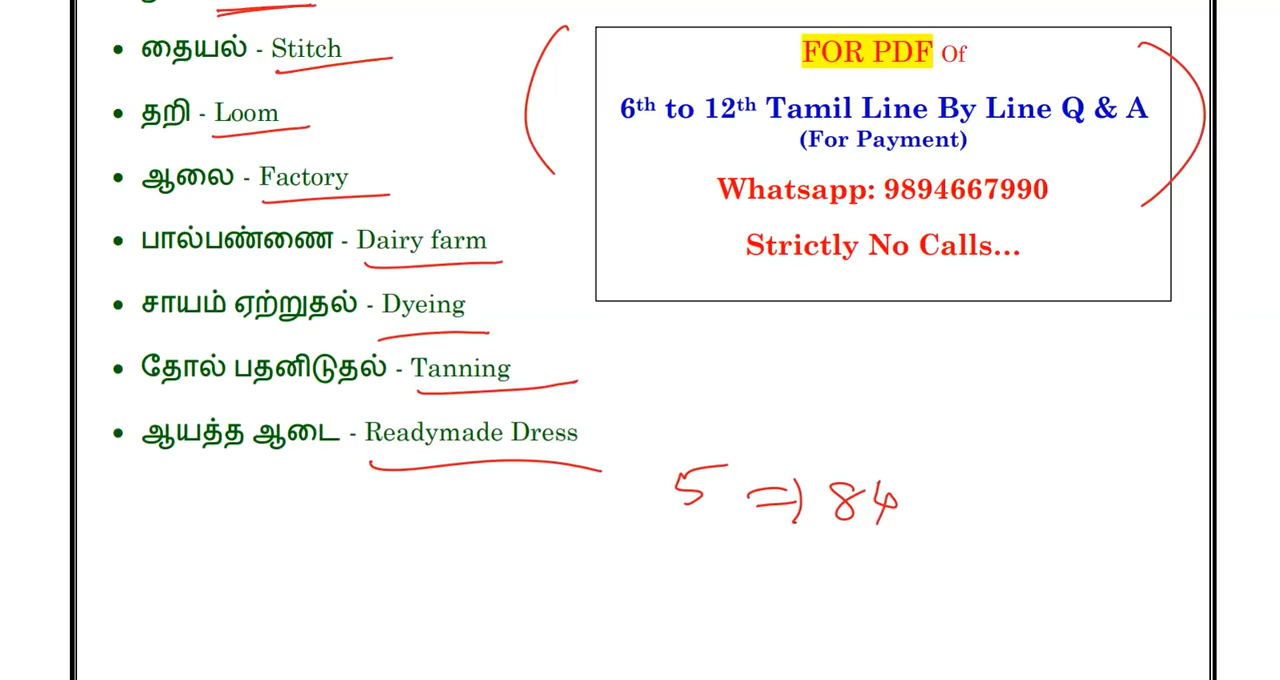 • தையல் - Stitch
• தறி - Loom
• ஆலை - Factory
• பால்பண்ணை - Dairy farm
• சாயம் ஏற்றுதல் - Dyeing
• தோல் பதனிடுதல் - Tanning
• ஆயத்த ஆடை - Readymade Dress
FOR PDF Of
6th to 12th Tamil Line By Line Q & A
(For Payment)
Whatsapp: 9894667990
Strictly No Calls...
5 => 84